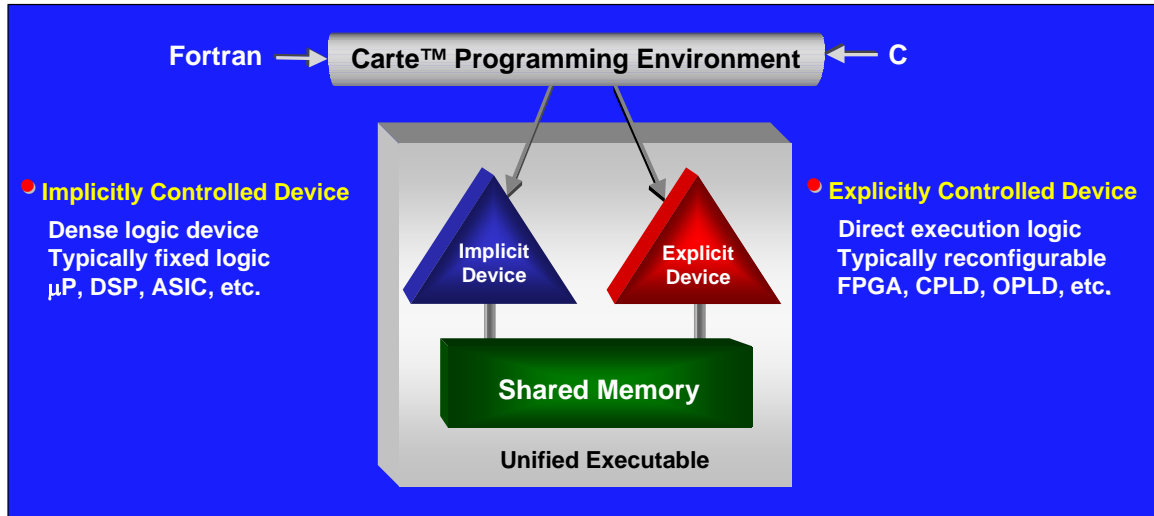 Fortran
Carte™ Programming Environment
C
• Implicitly Controlled Device
Dense logic device
Typically fixed logic
μP, DSP, ASIC, etc.
Implicit
Device
Explicit
Device
Shared Memory
Unified Executable
• Explicitly Controlled Device
Direct execution logic
Typically reconfigurable
FPGA, CPLD, OPLD, etc.